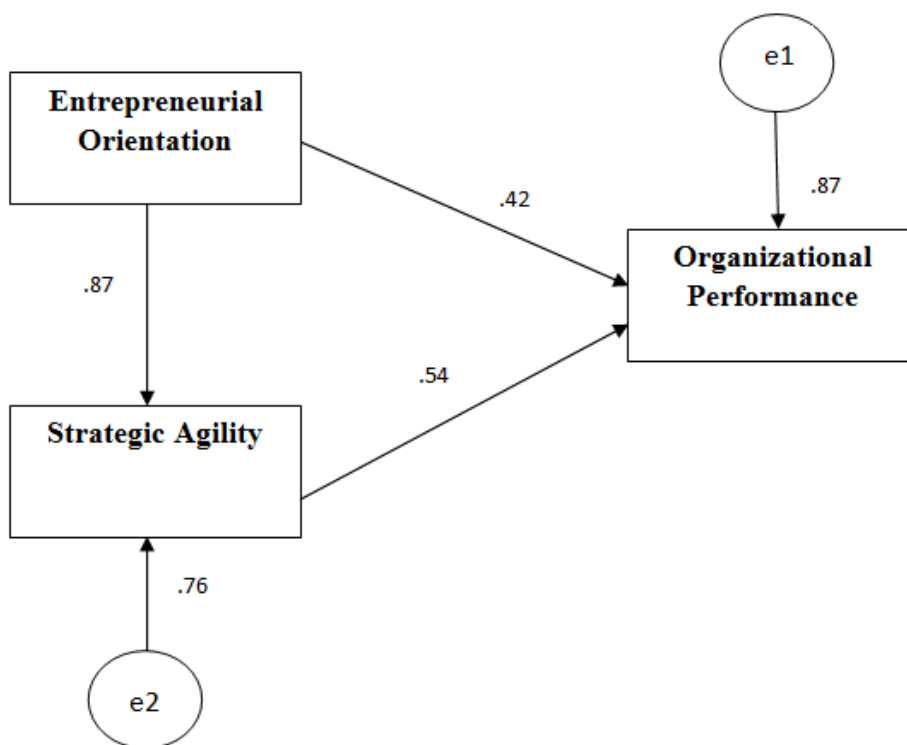 e1
Entrepreneurial
Orientation
.42
.87
Organizational
Performance
.87
.54
Strategic Agility
.76
e2